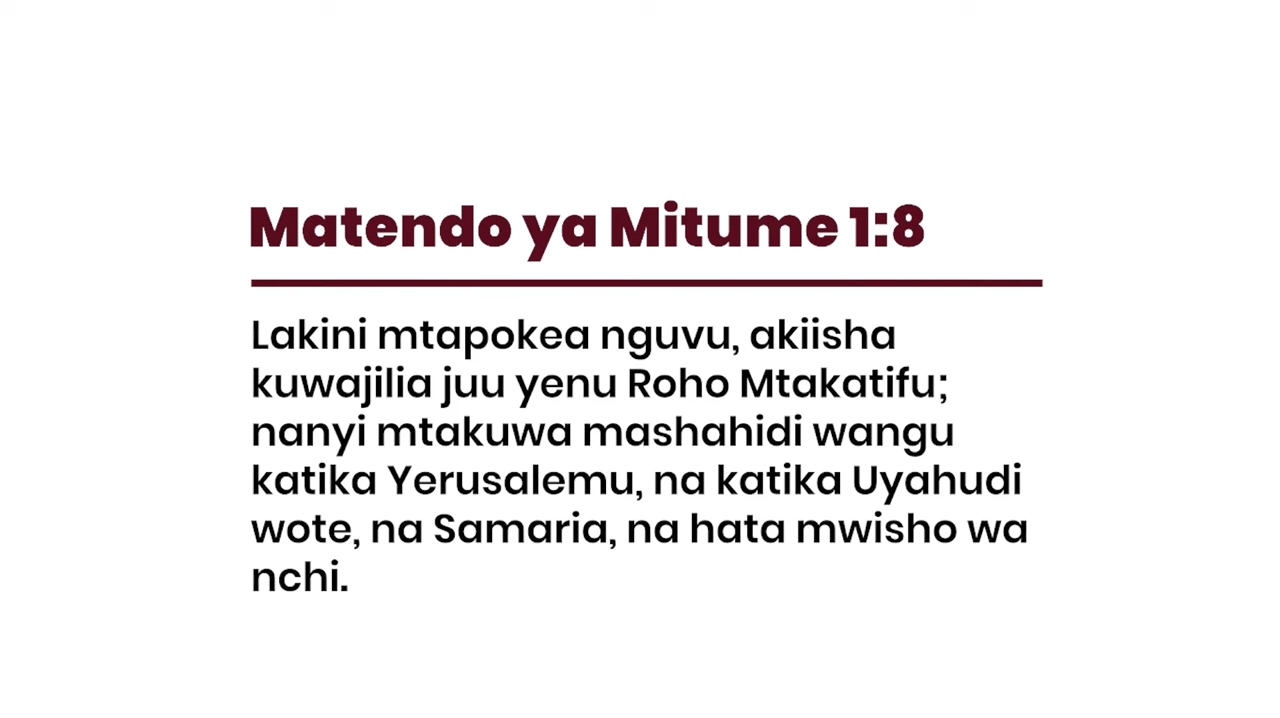 Matendo ya Mitume 1:8
Lakini mtapokea nguvu, akiisha
kuwajilia juu yenu Roho Mtakatifu;
nanyi mtakuwa mashahidi wangu
katika Yerusalemu, na katika Uyahudi
wote, na Samaria, na hata mwisho wa
nchi.